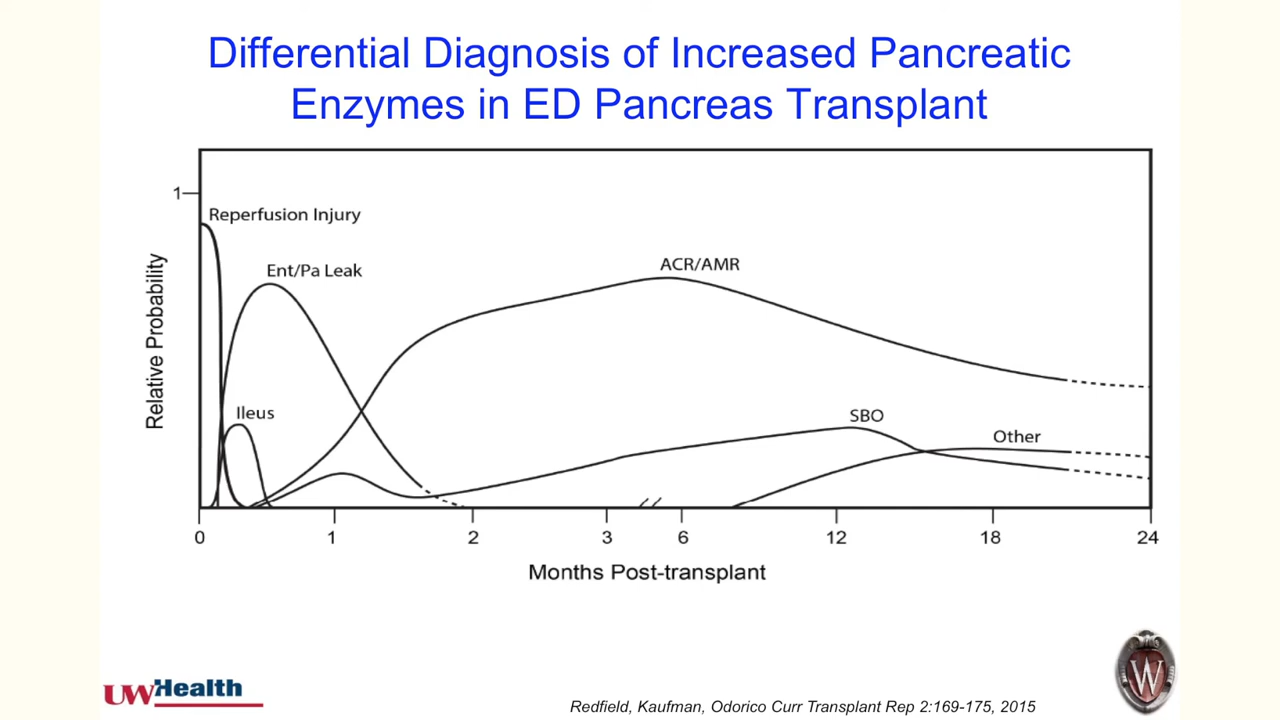 Differential Diagnosis of Increased Pancreatic
Enzymes in ED Pancreas Transplant
1
Reperfusion Injury
Ent/Pa Leak
ACR/AMR
Ileus
SBO
Other
Relative Probability
0 1 2 3 6 12 18 24
Months Post-transplant
UWHealth
W
Redfield, Kaufman, Odorico Curr Transplant Rep 2:169-175, 2015